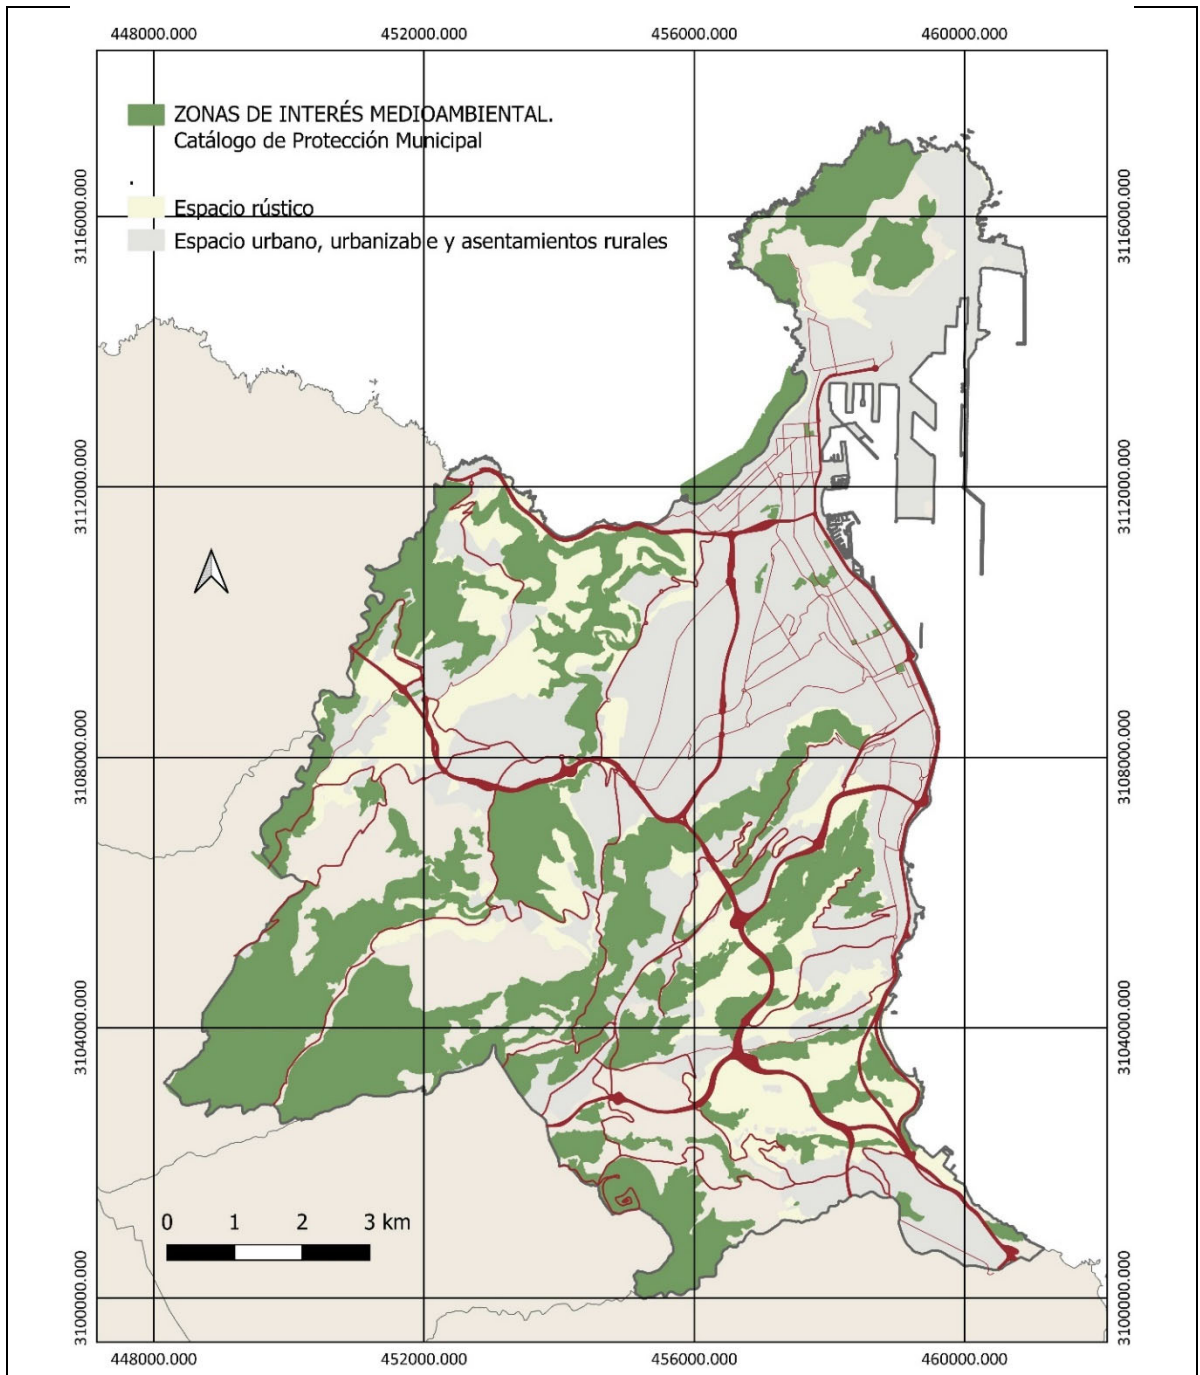 448000.000 452000.000 456000.000 460000.000
ZONAS DE INTERÉS MEDIOAMBIENTAL.
Catálogo de Protección Municipal
.
Espacio rústico
Espacio urbano, urbanizable y asentamientos rurales
3116000.000 3116000.000
3112000.000 3112000.000
3108000.000 3108000.000
3104000.000 3104000.000
0 1 2 3 km
3100000.000 3100000.000
448000.000 452000.000 456000.000 460000.000